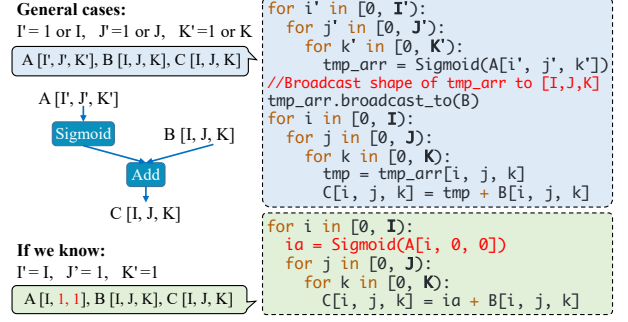 General cases:
I'= 1 or I,   J'=1 or J,   K'=1 or K
A [I', J', K'], B [I, J, K], C [I, J, K]
A [I', J', K']
Sigmoid
B [I, J, K]
Add
C [I, J, K]
If we know:
I'= I,   J'= 1,   K'=1
A [I, 1, 1], B [I, J, K], C [I, J, K]
for i' in [0, I'):
  for j' in [0, J'):
    for k' in [0, K'):
      tmp_arr = Sigmoid(A[i', j', k'])
//Broadcast shape of tmp_arr to [I,J,K]
tmp_arr.broadcast_to(B)
for i in [0, I):
  for j in [0, J):
    for k in [0, K):
      tmp = tmp_arr[i, j, k]
      C[i, j, k] = tmp + B[i, j, k]
for i in [0, I):
  ia = Sigmoid(A[i, 0, 0])
  for j in [0, J):
    for k in [0, K):
      C[i, j, k] = ia + B[i, j, k]